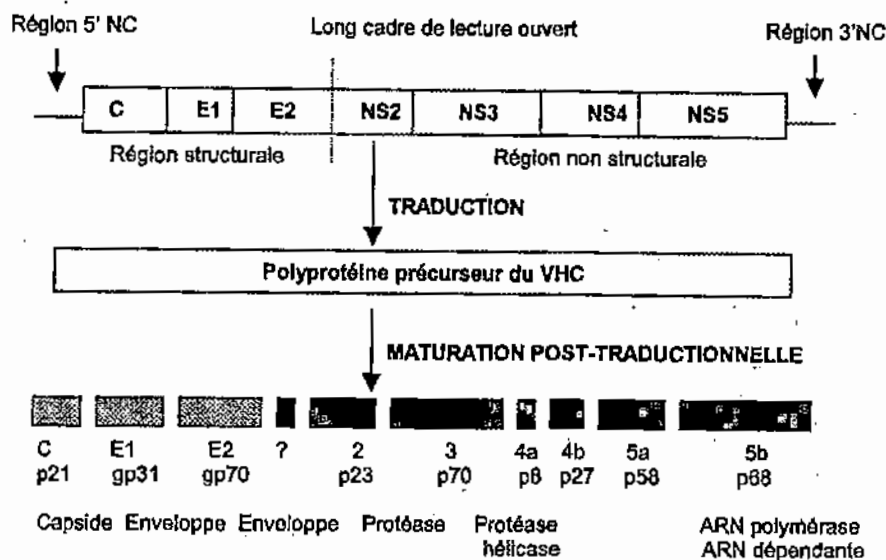 Région 5' NC
Long cadre de lecture ouvert
Région 3'NC
C E1 E2 NS2 NS3 NS4 NS5
Région structurale
Région non structurale
TRADUCTION
Polyprotéine précurseur du VHC
MATURATION POST-TRADUCTIONNELLE
C E1 E2 ? 2 3 4a 4b 5a 5b
p21 gp31 gp70 p23 p70 p8 p27 p58 p68
Capside Enveloppe Enveloppe Protéase Protéase ARN polymérase
hélicase ARN dépendante